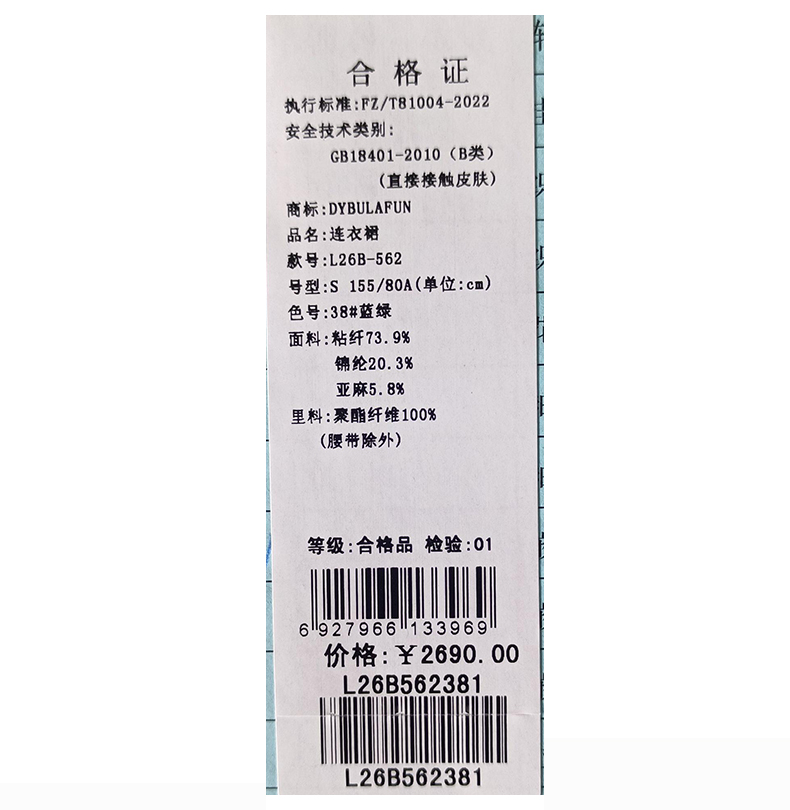 合格证
执行标准:FZ/T81004-2022
安全技术类别:
GB18401-2010（B类）
(直接接触皮肤)
商标:DYBULAFUN
品名:连衣裙
款号:L26B-562
号型:S 155/80A(单位:cm)
色号:38#蓝绿
面料:粘纤73.9%
锦纶20.3%
亚麻5.8%
里料:聚酯纤维100%
(腰带除外)
等级:合格品 检验:01
6 927966 133969
价格:￥2690.00
L26B562381
L26B562381